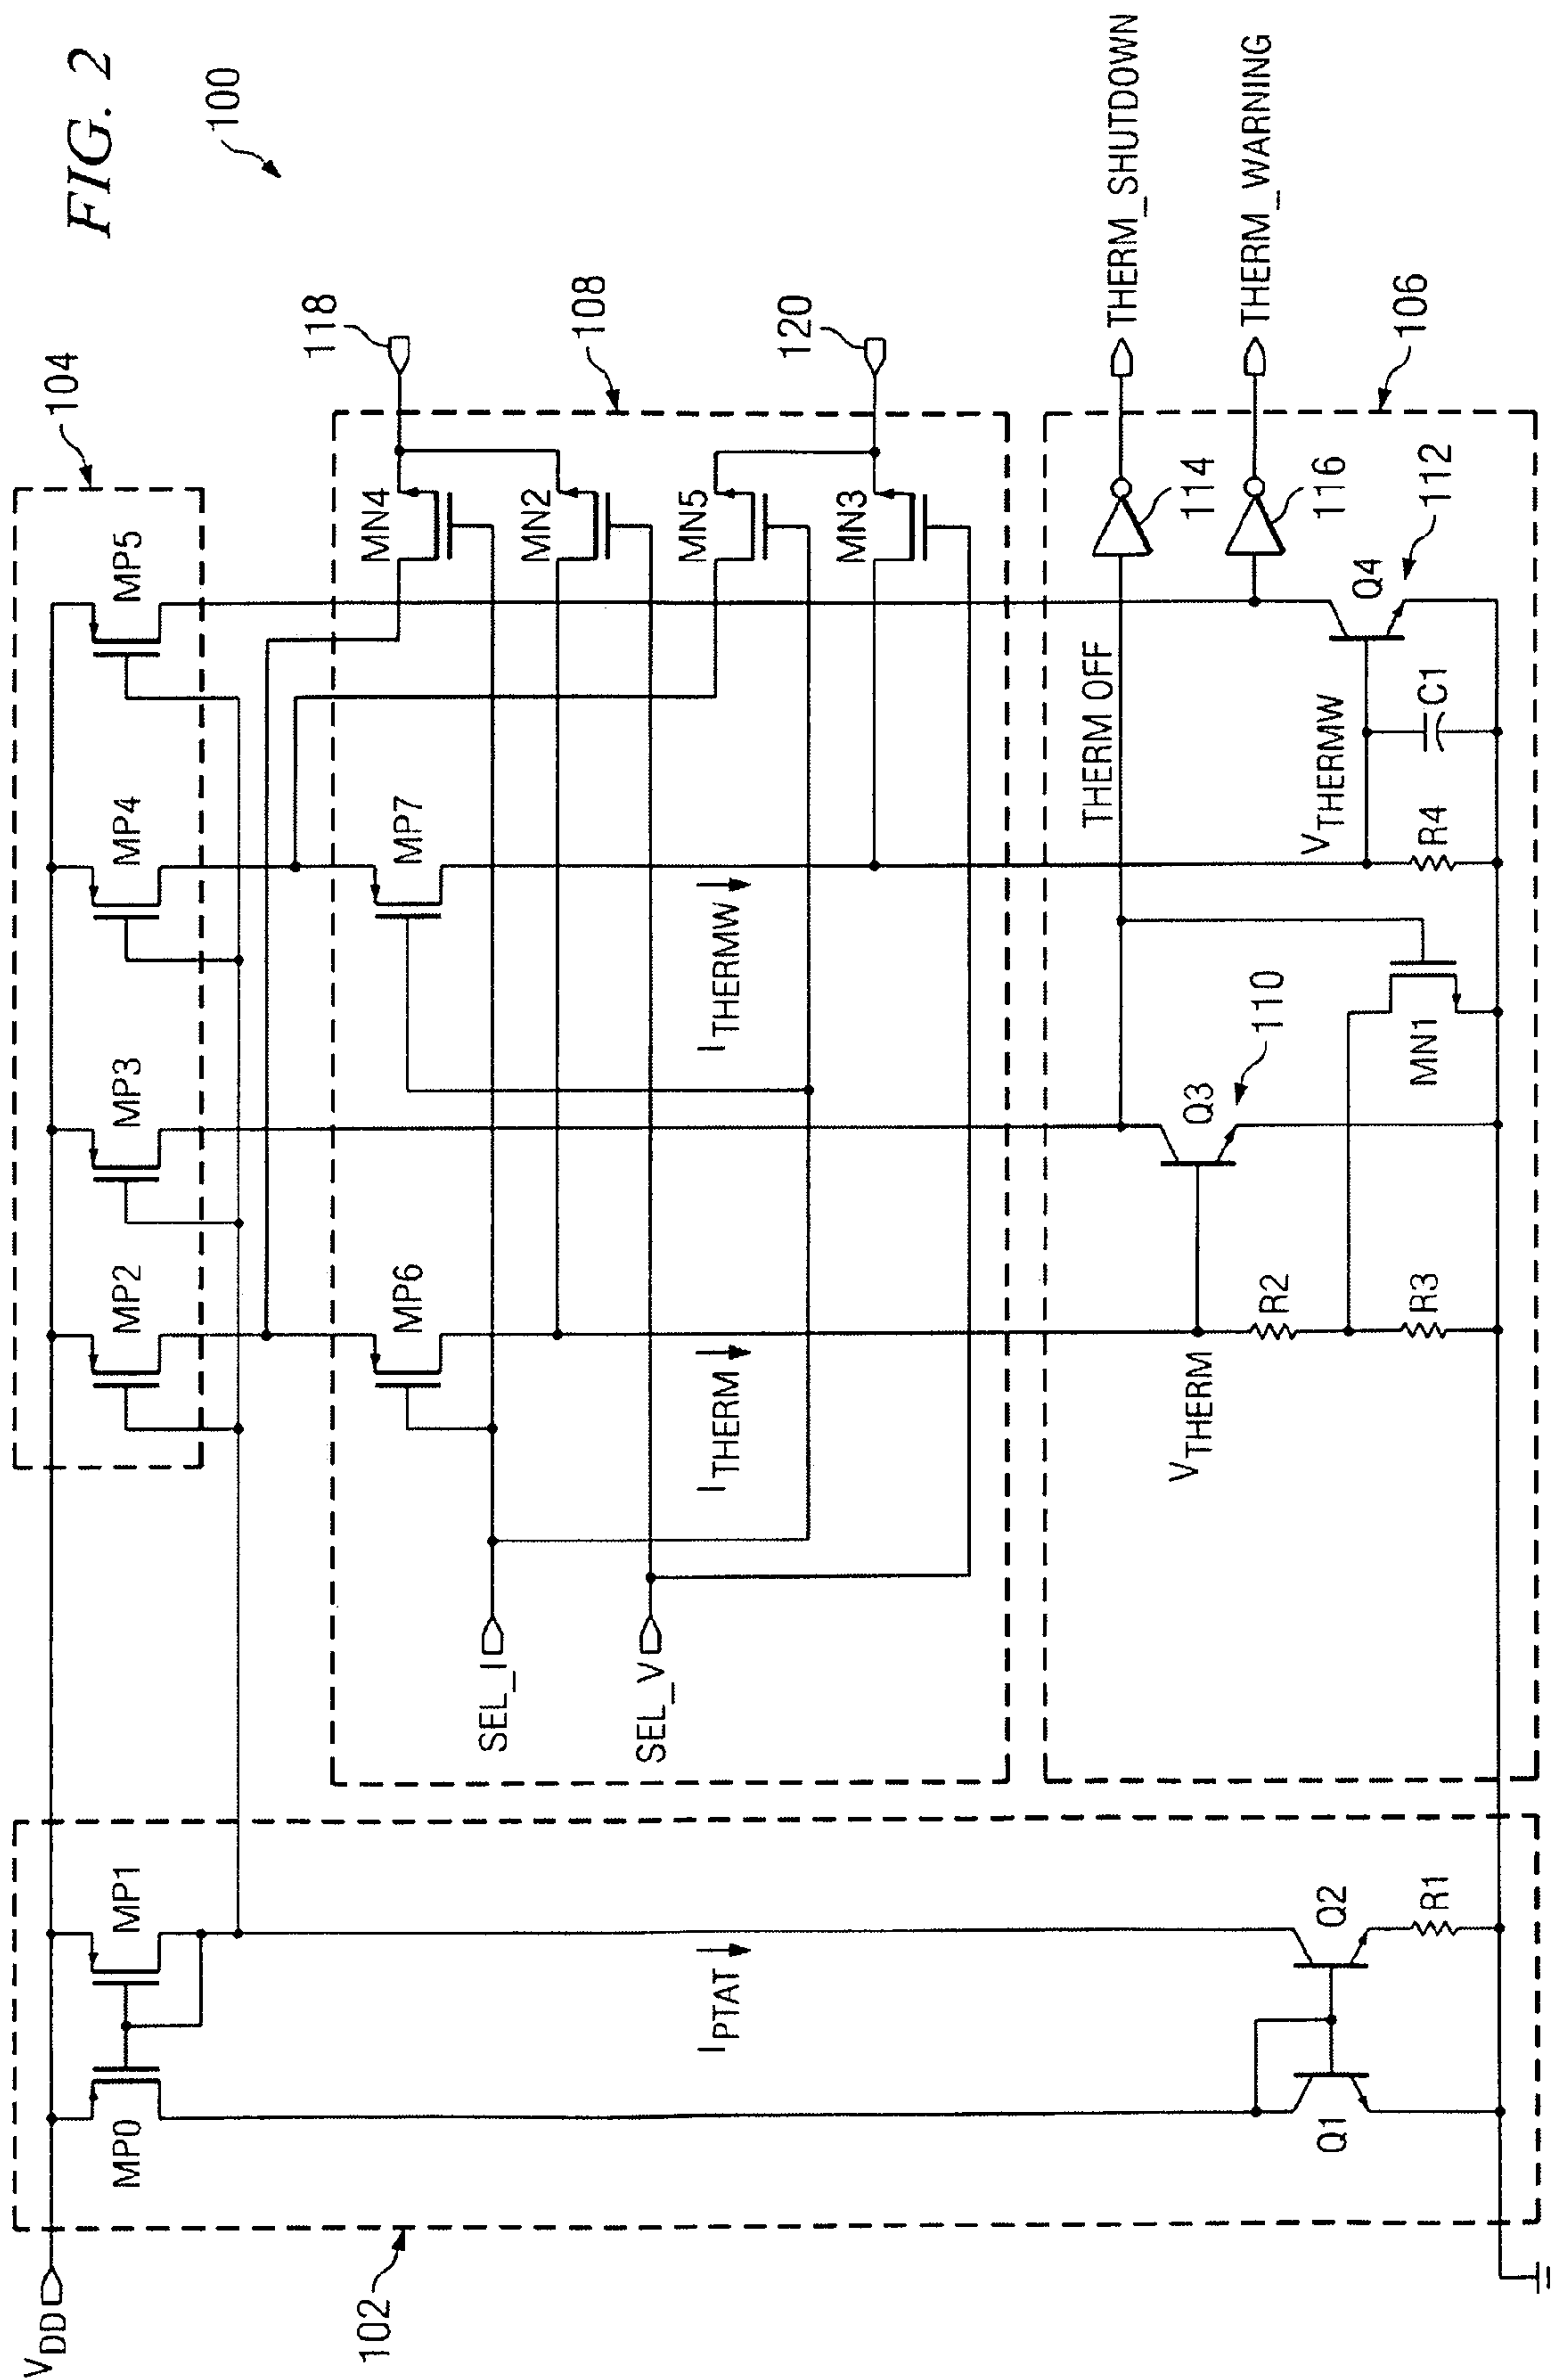 FIG. 2
100
104
MP2
MP3
MP4
MP5
MP0
MP1
VDD
102
IPTAT
Q1
Q2
R1
118
108
120
MN4
MN2
MN5
MN3
MP6
MP7
SEL_I
SEL_V
ITHERM
ITHERMW
THERM_SHUTDOWN
THERM_WARNING
106
114
116
112
110
THERM OFF
VTHERM
VTHERMW
Q3
Q4
R2
R3
MN1
R4
C1